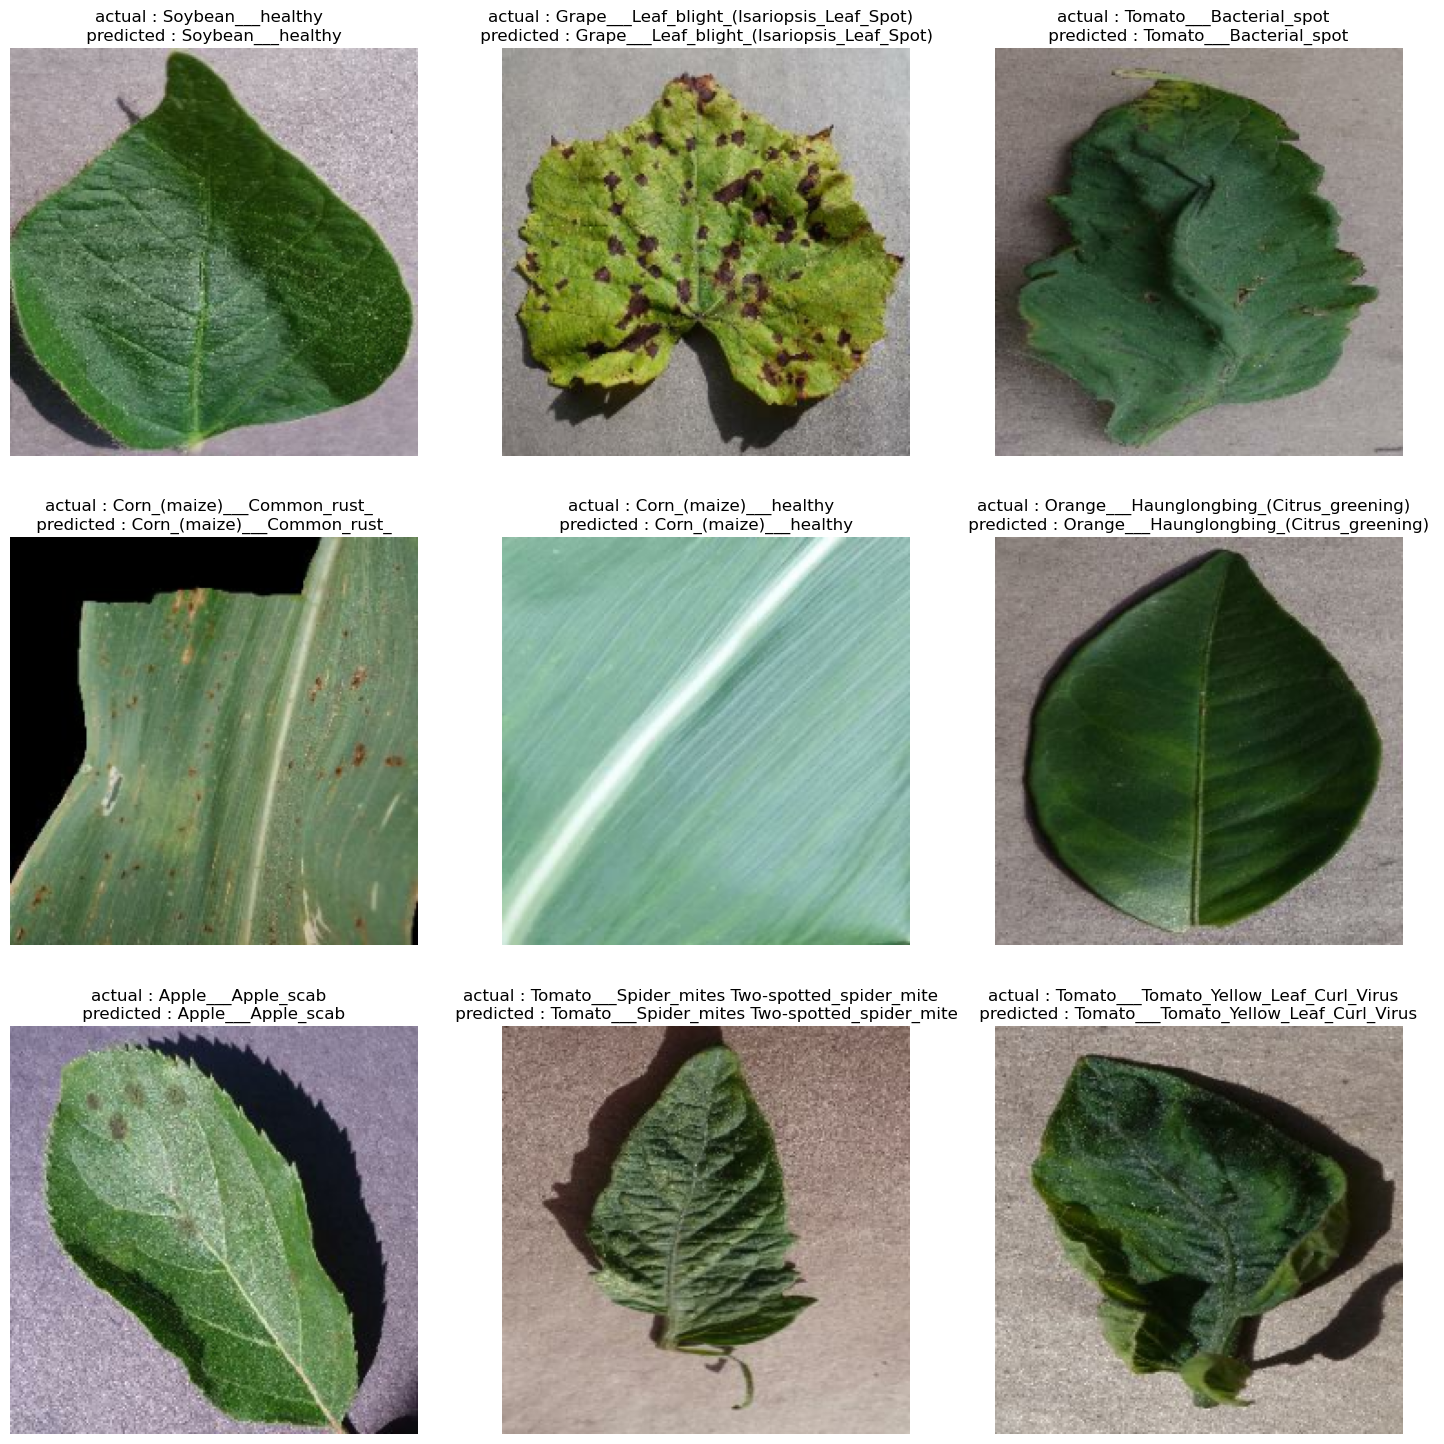 actual : Soybean___healthy
predicted : Soybean___healthy
actual : Grape___Leaf_blight_(Isariopsis_Leaf_Spot)
predicted : Grape___Leaf_blight_(Isariopsis_Leaf_Spot)
actual : Tomato___Bacterial_spot
predicted : Tomato___Bacterial_spot
actual : Corn_(maize)___Common_rust_
predicted : Corn_(maize)___Common_rust_
actual : Corn_(maize)___healthy
predicted : Corn_(maize)___healthy
actual : Orange___Haunglongbing_(Citrus_greening)
predicted : Orange___Haunglongbing_(Citrus_greening)
actual : Apple___Apple_scab
predicted : Apple___Apple_scab
actual : Tomato___Spider_mites Two-spotted_spider_mite
predicted : Tomato___Spider_mites Two-spotted_spider_mite
actual : Tomato___Tomato_Yellow_Leaf_Curl_Virus
predicted : Tomato___Tomato_Yellow_Leaf_Curl_Virus